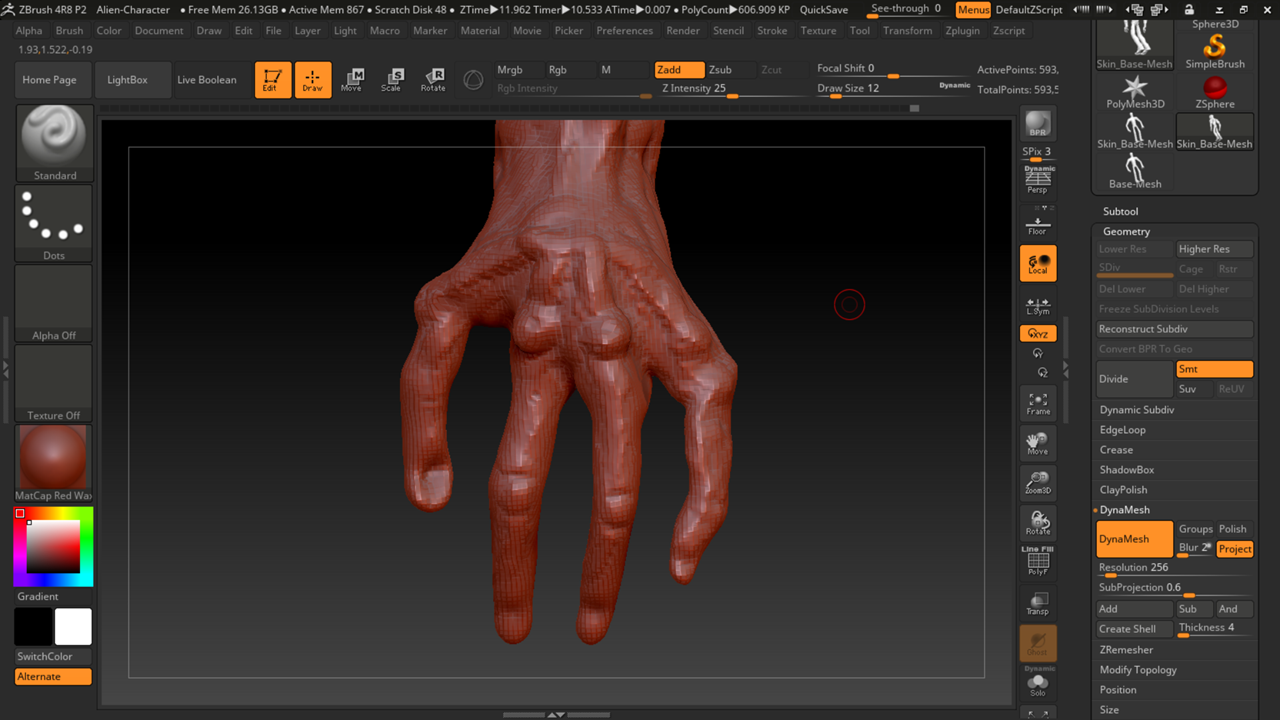 ZBrush 4R8 P2 Alien-Character • Free Mem 26.13GB • Active Mem 867 • Scratch Disk 48 • ZTime▶11.962 Timer▶10.533 ATime▶0.007 • PolyCount▶606.909 KP QuickSave See-through 0 Menus DefaultZScript
Alpha Brush Color Document Draw Edit File Layer Light Macro Marker Material Movie Picker Preferences Render Stencil Stroke Texture Tool Transform Zplugin Zscript
1.93,1.522,-0.19
Home Page LightBox Live Boolean Edit Draw Move Scale Rotate
Mrgb Rgb M Zadd Zsub Zcut Focal Shift 0 ActivePoints: 593,
Rgb Intensity Z Intensity 25 Draw Size 12 Dynamic TotalPoints: 593,5
Standard
Dots
Alpha Off
Texture Off
MatCap Red Wax
Gradient
SwitchColor
Alternate
BPR
SPix 3
Dynamic
Persp
Floor
Local
L.Sym
XYZ
Frame
Move
Zoom3D
Rotate
Line Fill
PolyF
Transp
Ghost
Dynamic
Solo
Sphere3D
Skin_Base-Mesh SimpleBrush
PolyMesh3D ZSphere
Skin_Base-Mesh Skin_Base-Mesh
Base-Mesh
Subtool
Geometry
Lower Res Higher Res
SDiv Cage Rstr
Del Lower Del Higher
Freeze SubDivision Levels
Reconstruct Subdiv
Convert BPR To Geo
Divide Smt
Suv ReUV
Dynamic Subdiv
EdgeLoop
Crease
ShadowBox
ClayPolish
DynaMesh
DynaMesh Groups Polish
Blur 2 Project
Resolution 256
SubProjection 0.6
Add Sub And
Create Shell Thickness 4
ZRemesher
Modify Topology
Position
Size